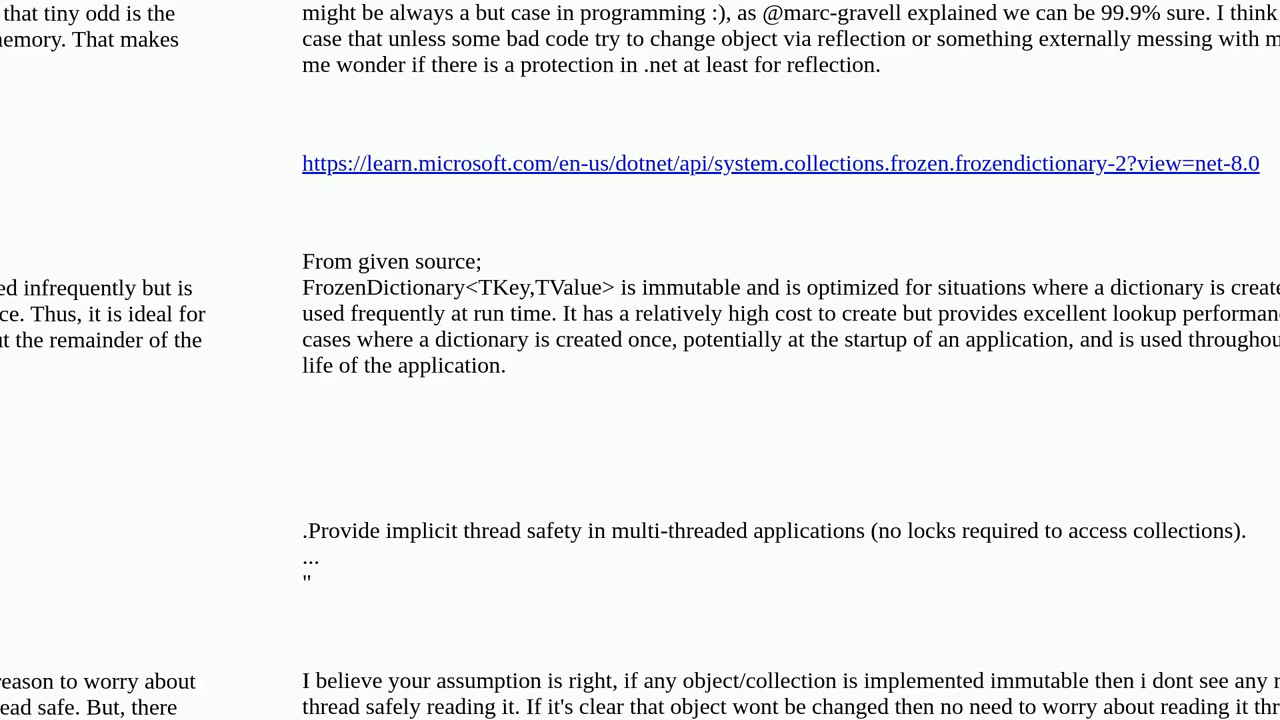 that tiny odd is the
emory. That makes
ed infrequently but is
ce. Thus, it is ideal for
ut the remainder of the
reason to worry about
ead safe. But, there
might be always a but case in programming :), as @marc-gravell explained we can be 99.9% sure. I think
case that unless some bad code try to change object via reflection or something externally messing with m
me wonder if there is a protection in .net at least for reflection.
https://learn.microsoft.com/en-us/dotnet/api/system.collections.frozen.frozendictionary-2?view=net-8.0
From given source;
FrozenDictionary<TKey,TValue> is immutable and is optimized for situations where a dictionary is create
used frequently at run time. It has a relatively high cost to create but provides excellent lookup performan
cases where a dictionary is created once, potentially at the startup of an application, and is used throughou
life of the application.
.Provide implicit thread safety in multi-threaded applications (no locks required to access collections).
...
"
I believe your assumption is right, if any object/collection is implemented immutable then i dont see any r
thread safely reading it. If it's clear that object wont be changed then no need to worry about reading it thr